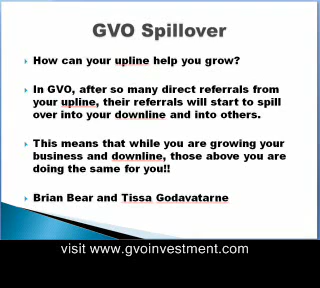 GVO Spillover
How can your upline help you grow?
In GVO, after so many direct referrals from
your upline, their referrals will start to spill
over into your downline and into others.
This means that while you are growing your
business and downline, those above you are
doing the same for you!!
Brian Bear and Tissa Godavatarne
visit www.gvoinvestment.com